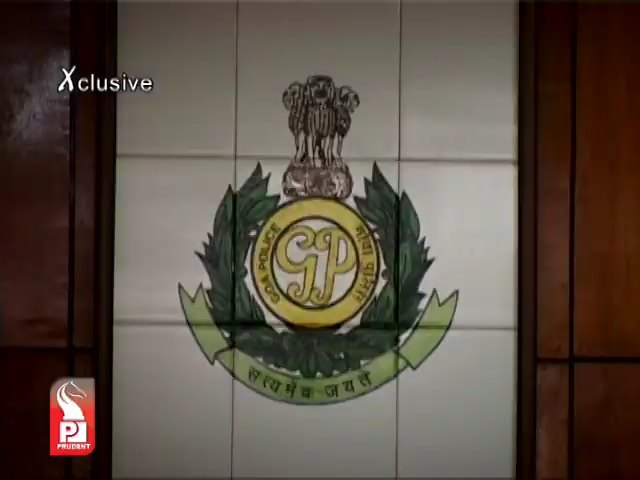 Xclusive
GOA POLICE
गोंवा पुलिस
GP
सत्यमेव जयते
PRUDENT